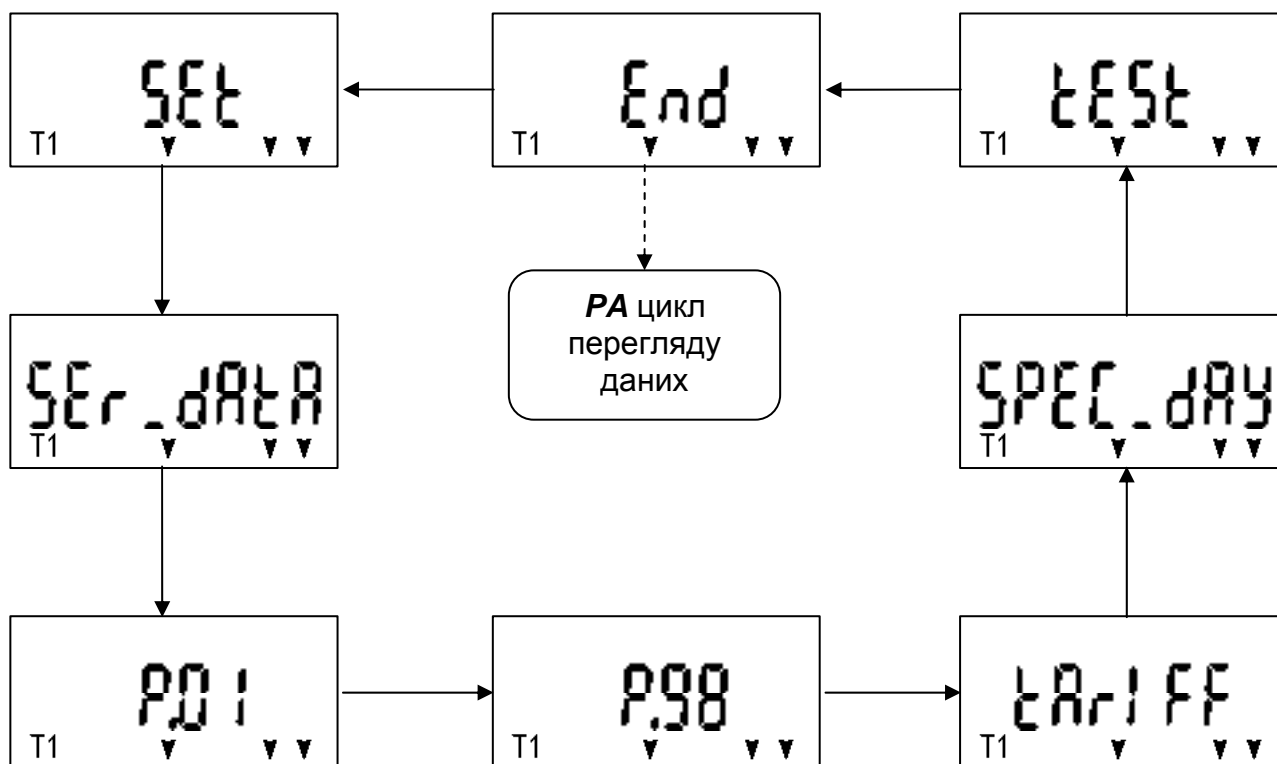 SEt
T1
End
T1
tESt
T1
PA цикл
перегляду
даних
SEr_dAtA
T1
SPEC_dAY
T1
P.01
T1
P.98
T1
tArIFF
T1